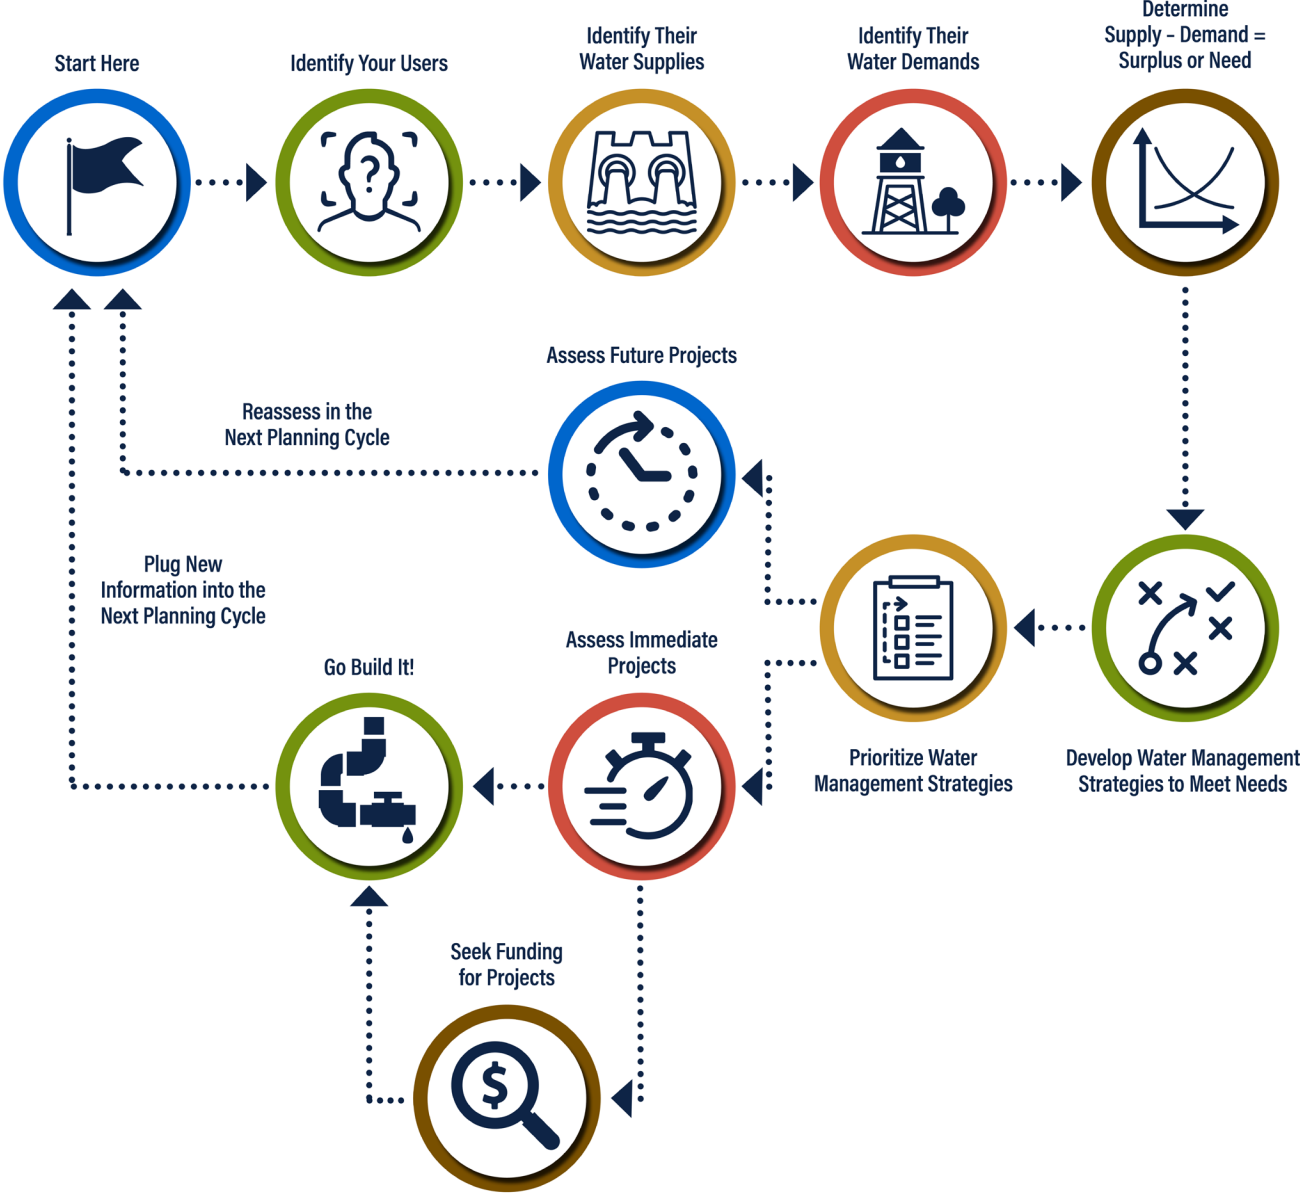 Start Here
Identify Your Users
Identify Their
Water Supplies
Identify Their
Water Demands
Determine
Supply - Demand =
Surplus or Need
?
Assess Future Projects
Reassess in the
Next Planning Cycle
Plug New
Information into the
Next Planning Cycle
Go Build It!
Assess Immediate
Projects
Prioritize Water
Management Strategies
Develop Water Management
Strategies to Meet Needs
Seek Funding
for Projects
$